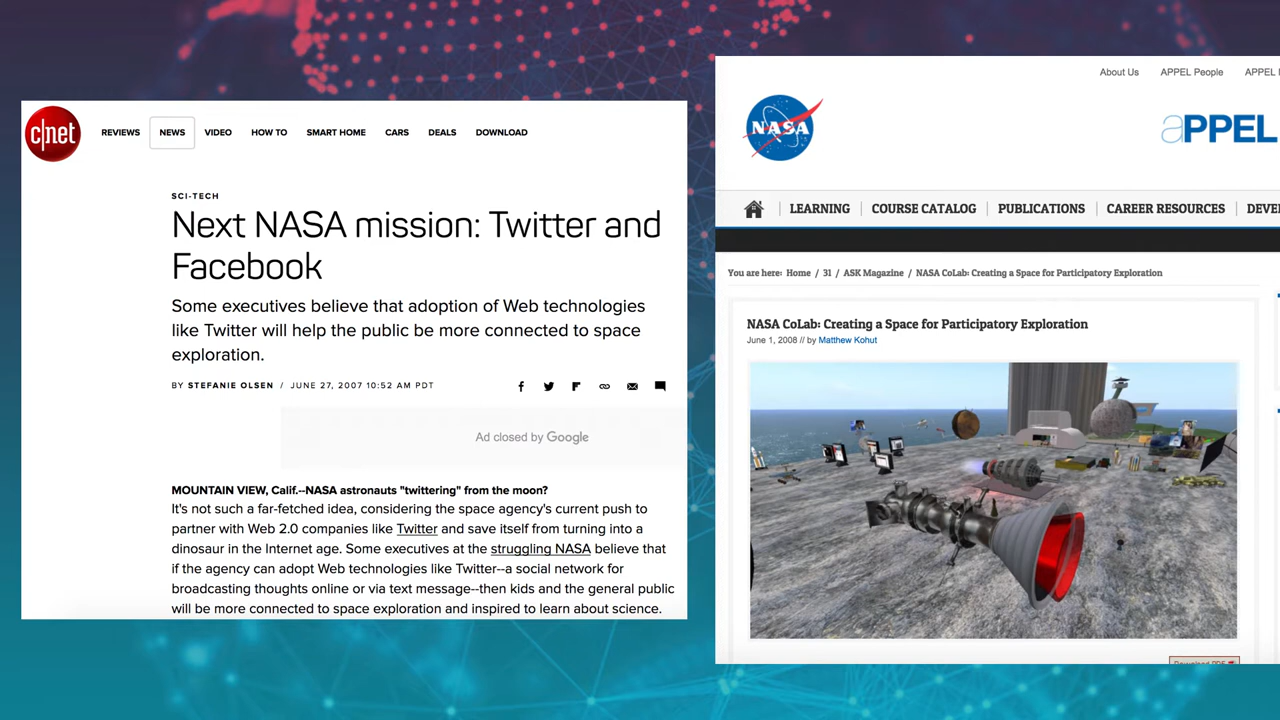 c|net
REVIEWS NEWS VIDEO HOW TO SMART HOME CARS DEALS DOWNLOAD
SCI-TECH
Next NASA mission: Twitter and
Facebook
Some executives believe that adoption of Web technologies
like Twitter will help the public be more connected to space
exploration.
BY STEFANIE OLSEN / JUNE 27, 2007 10:52 AM PDT
Ad closed by Google
MOUNTAIN VIEW, Calif.--NASA astronauts "twittering" from the moon?
It's not such a far-fetched idea, considering the space agency's current push to
partner with Web 2.0 companies like Twitter and save itself from turning into a
dinosaur in the Internet age. Some executives at the struggling NASA believe that
if the agency can adopt Web technologies like Twitter--a social network for
broadcasting thoughts online or via text message--then kids and the general public
will be more connected to space exploration and inspired to learn about science.
About Us APPEL People APPEL
NASA
aPPEL
LEARNING COURSE CATALOG PUBLICATIONS CAREER RESOURCES DEVE
You are here: Home / 31 / ASK Magazine / NASA CoLab: Creating a Space for Participatory Exploration
NASA CoLab: Creating a Space for Participatory Exploration
June 1, 2008 // by Matthew Kohut
Download PDF